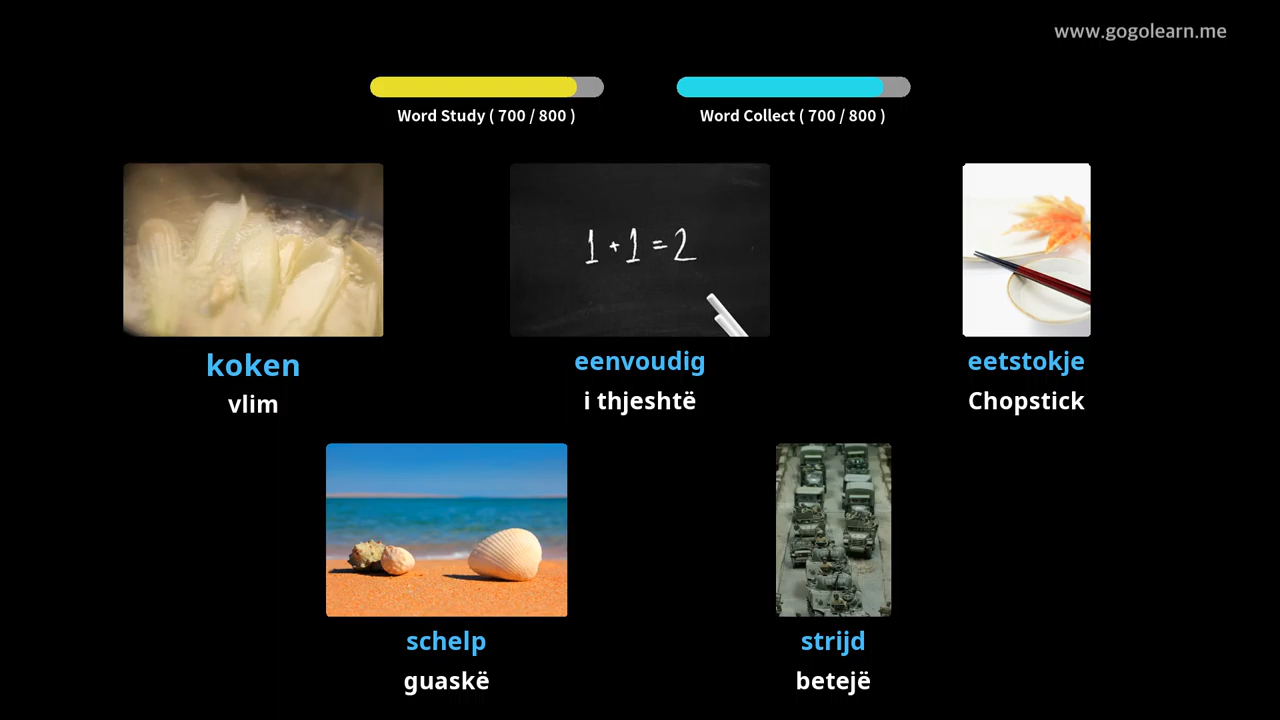 www.gogolearn.me
Word Study ( 700 / 800 )
Word Collect ( 700 / 800 )
1 + 1 = 2
koken
vlim
eenvoudig
i thjeshtë
eetstokje
Chopstick
schelp
guaskë
strijd
betejë